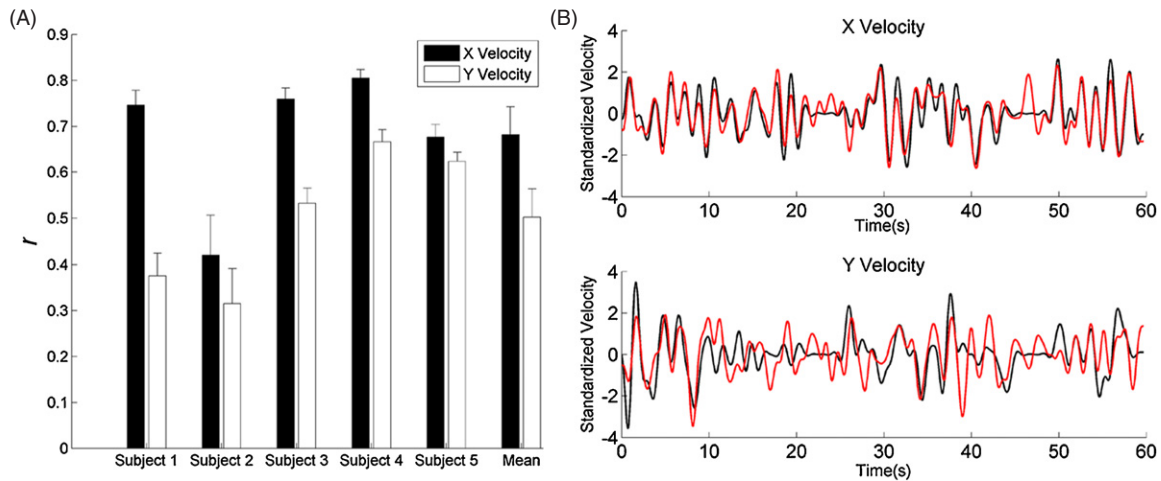 (A)
0.9
0.8
0.7
0.6
0.5
0.4
0.3
0.2
0.1
0
r
X Velocity
Y Velocity
Subject 1 Subject 2 Subject 3 Subject 4 Subject 5 Mean
(B)
X Velocity
Standardized Velocity
4
2
0
-2
-4
0 10 20 30 40 50 60
Time(s)
Y Velocity
Standardized Velocity
4
2
0
-2
-4
0 10 20 30 40 50 60
Time(s)